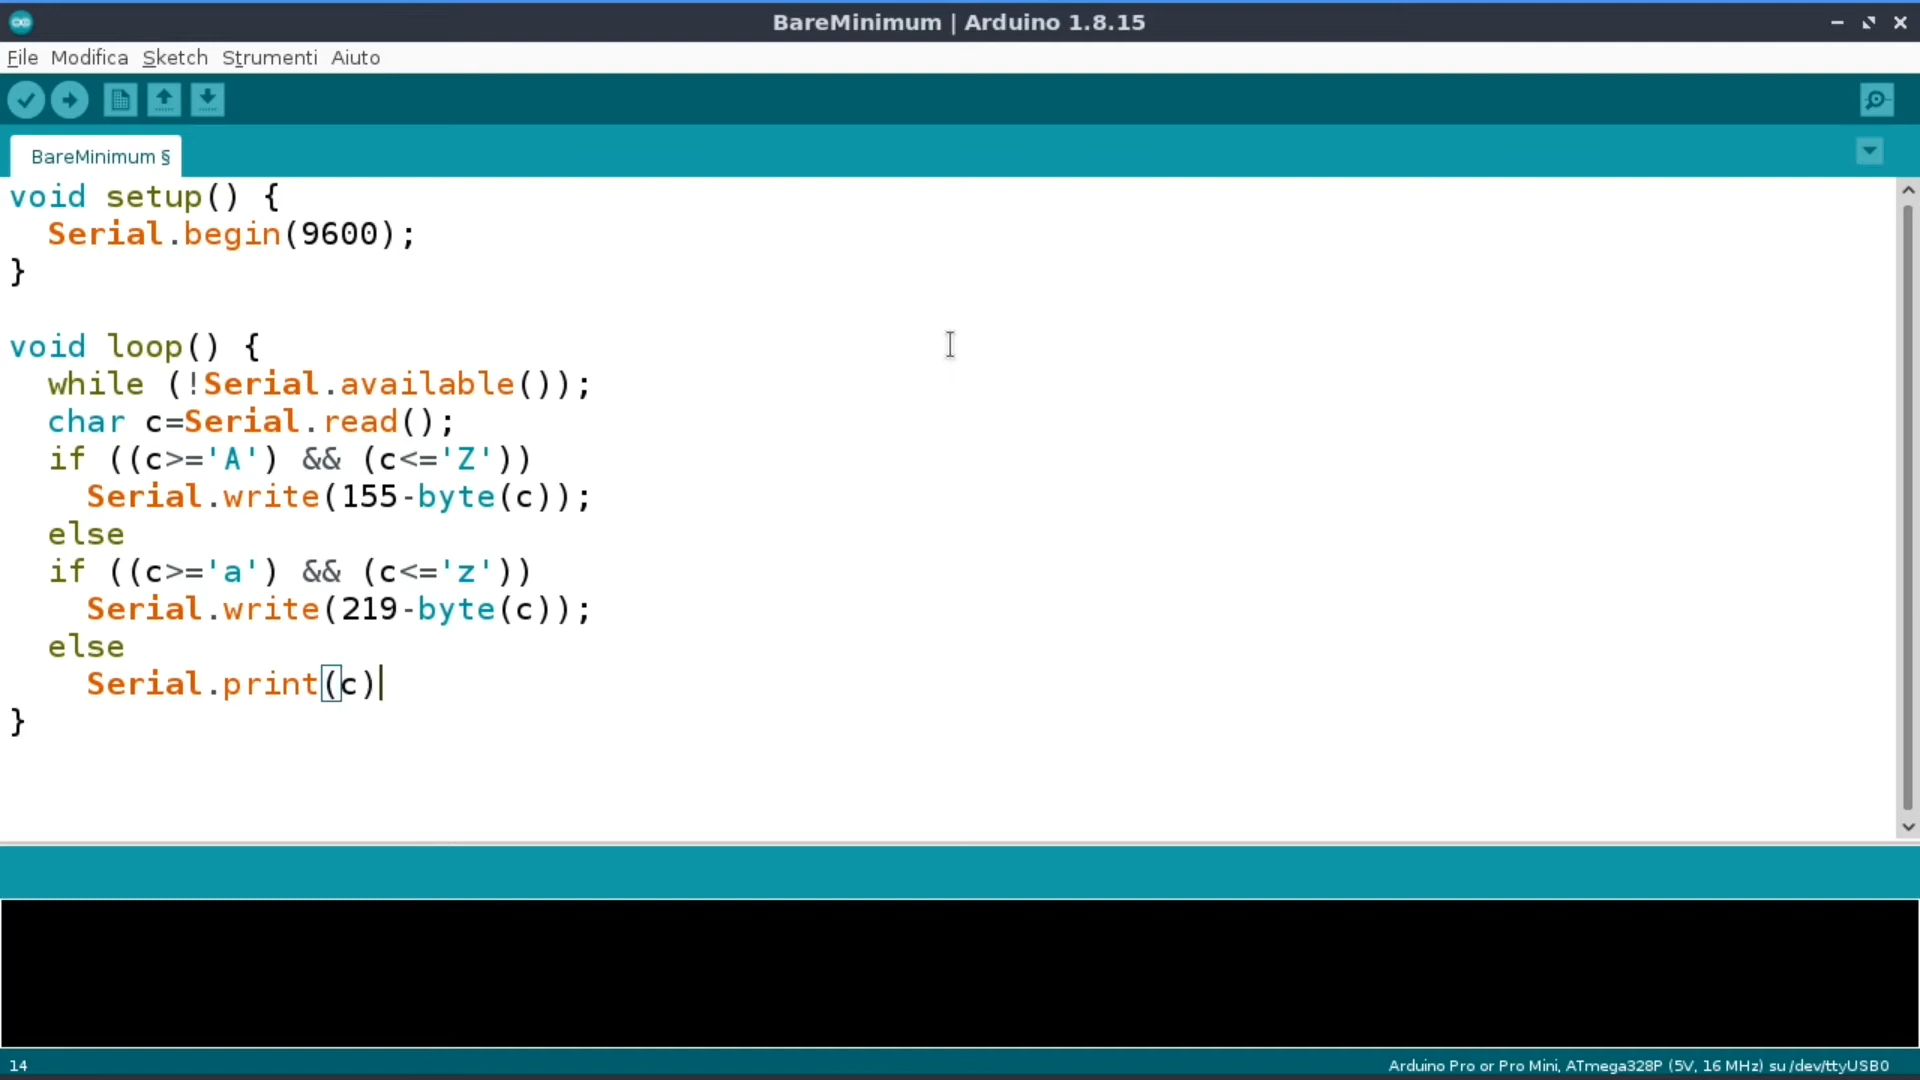 BareMinimum | Arduino 1.8.15
File Modifica Sketch Strumenti Aiuto
BareMinimum §
void setup() {
  Serial.begin(9600);
}

void loop() {
  while (!Serial.available());
  char c=Serial.read();
  if ((c>='A') && (c<='Z'))
    Serial.write(155-byte(c));
  else
  if ((c>='a') && (c<='z'))
    Serial.write(219-byte(c));
  else
    Serial.print(c)
}
14
Arduino Pro or Pro Mini, ATmega328P (5V, 16 MHz) su /dev/ttyUSB0